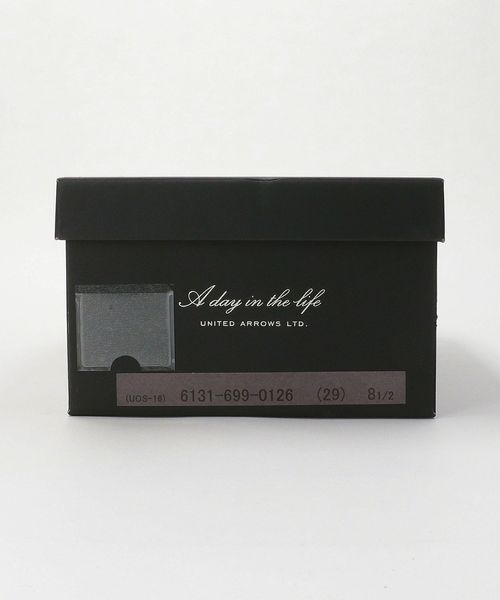 A day in the life
UNITED ARROWS LTD.
(UOS-16) 6131-699-0126 (29) 8 1/2